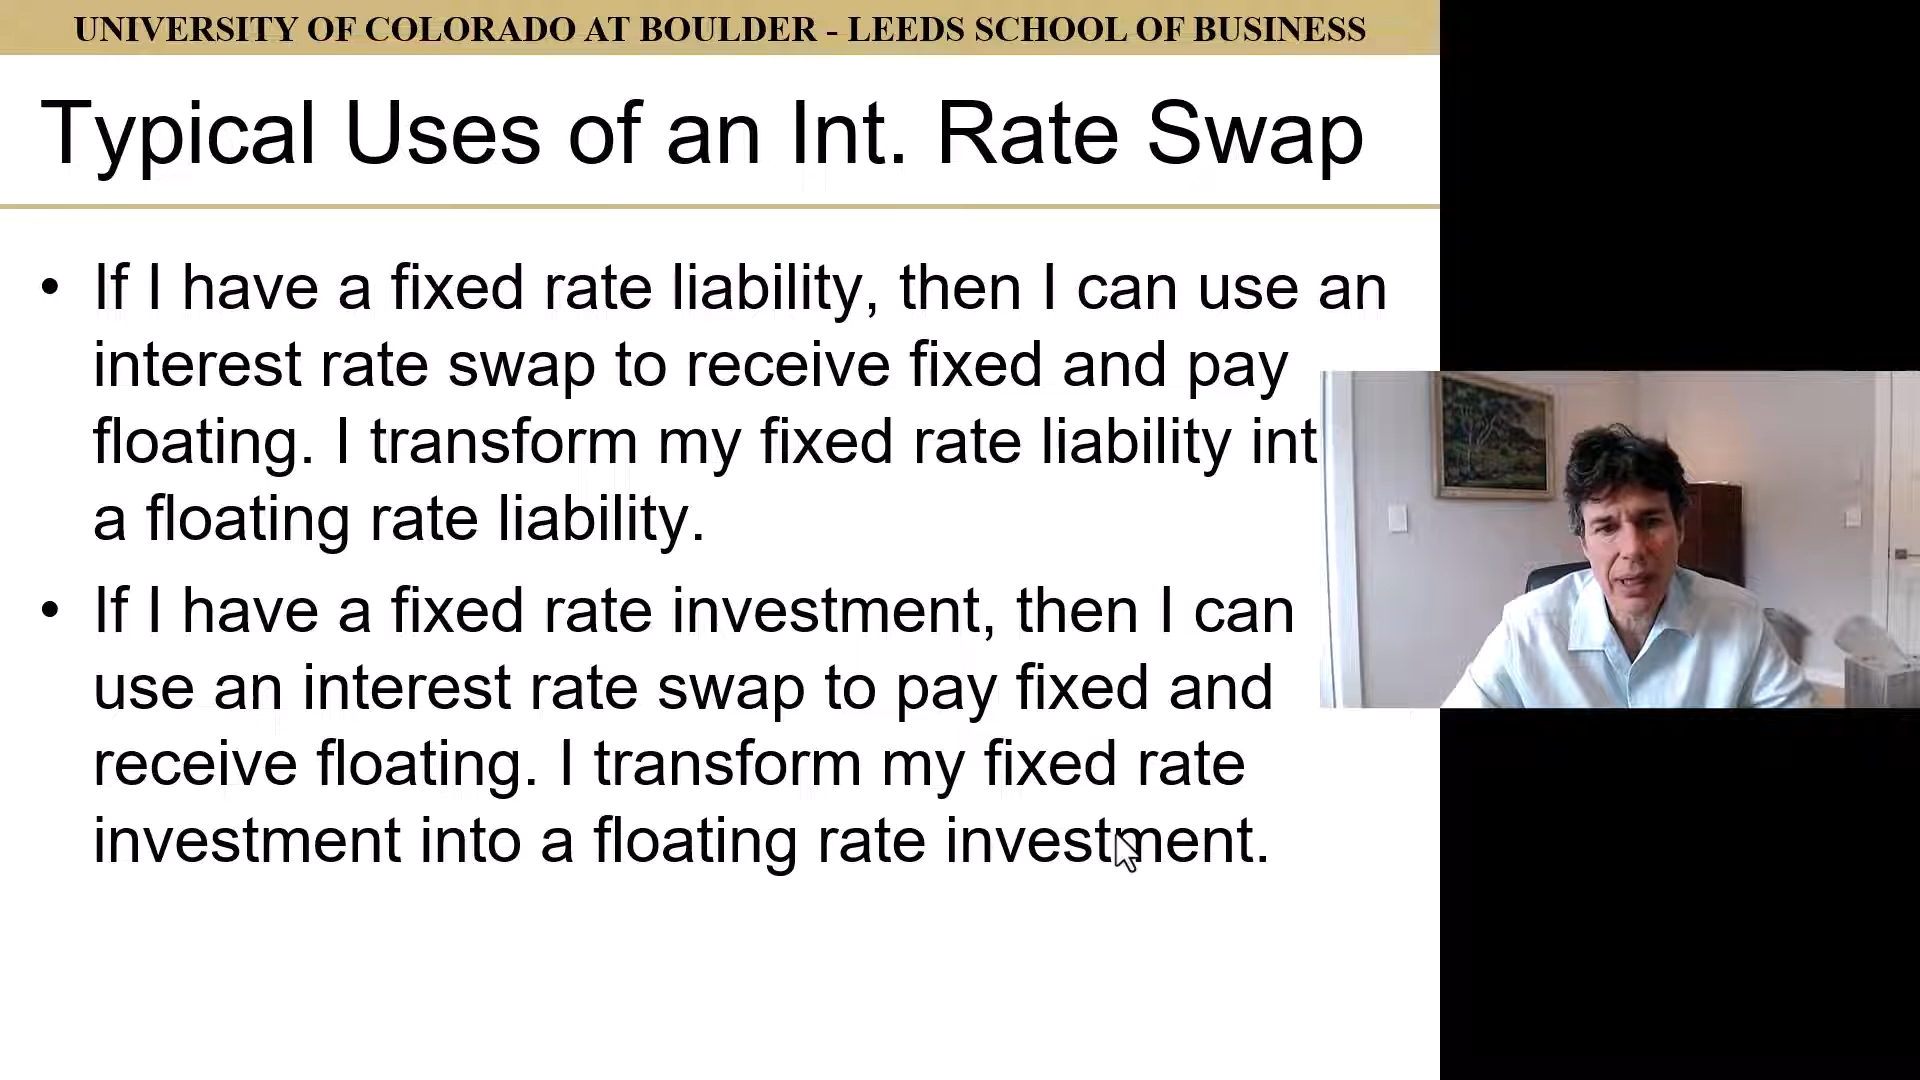 UNIVERSITY OF COLORADO AT BOULDER - LEEDS SCHOOL OF BUSINESS
Typical Uses of an Int. Rate Swap
• If I have a fixed rate liability, then I can use an
interest rate swap to receive fixed and pay
floating. I transform my fixed rate liability int
a floating rate liability.
• If I have a fixed rate investment, then I can
use an interest rate swap to pay fixed and
receive floating. I transform my fixed rate
investment into a floating rate investment.